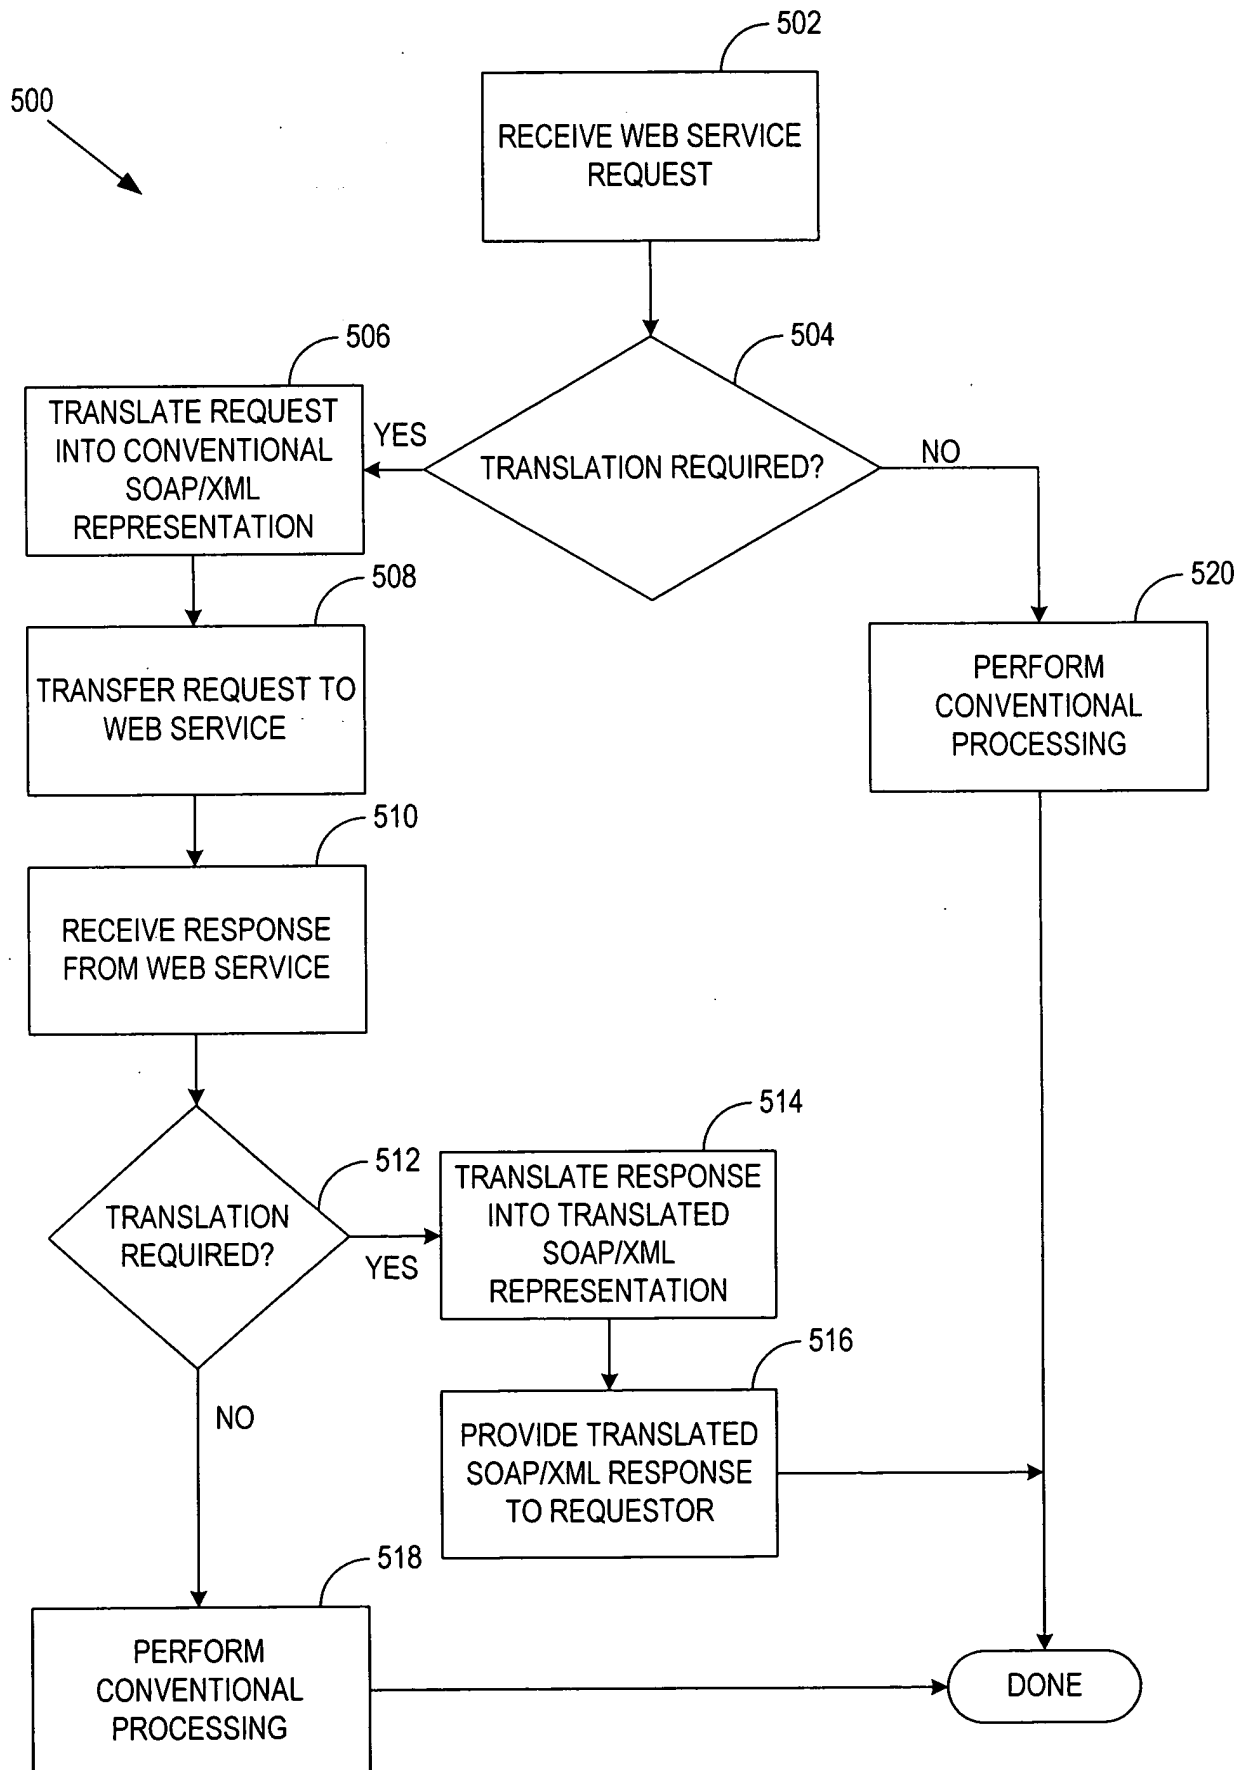 502
500
RECEIVE WEB SERVICE
REQUEST
506
504
TRANSLATE REQUEST
INTO CONVENTIONAL
SOAP/XML
REPRESENTATION
YES
TRANSLATION REQUIRED?
NO
508
520
TRANSFER REQUEST TO
WEB SERVICE
PERFORM
CONVENTIONAL
PROCESSING
510
RECEIVE RESPONSE
FROM WEB SERVICE
514
512
TRANSLATION
REQUIRED?
YES
TRANSLATE RESPONSE
INTO TRANSLATED
SOAP/XML
REPRESENTATION
516
NO
PROVIDE TRANSLATED
SOAP/XML RESPONSE
TO REQUESTOR
518
PERFORM
CONVENTIONAL
PROCESSING
DONE